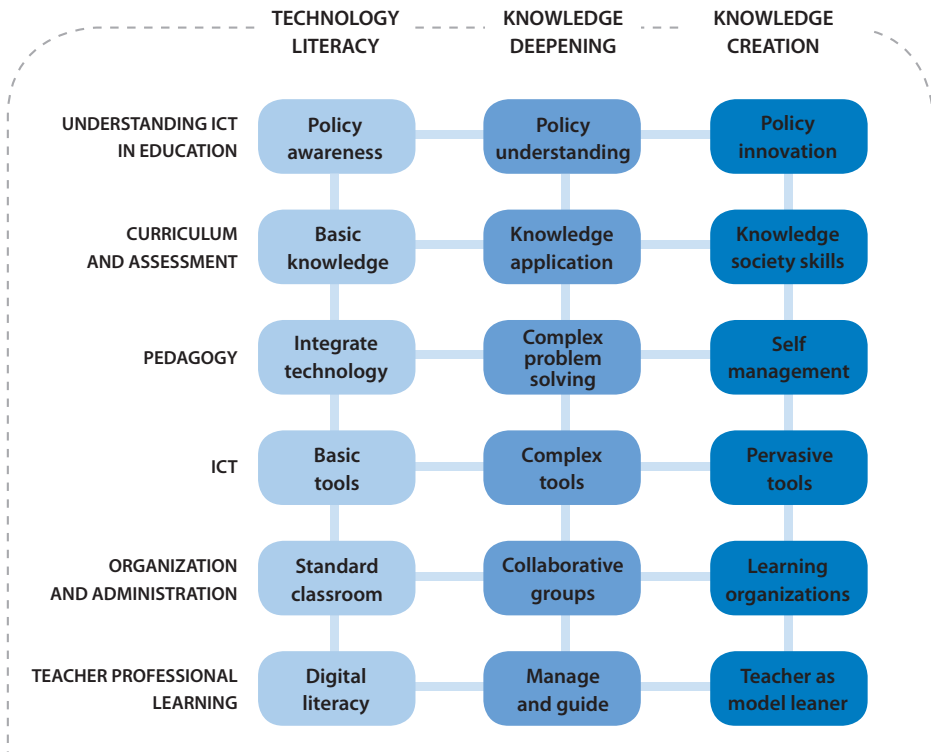 TECHNOLOGY
LITERACY
KNOWLEDGE
DEEPENING
KNOWLEDGE
CREATION
UNDERSTANDING ICT
IN EDUCATION
Policy
awareness
Policy
understanding
Policy
innovation
CURRICULUM
AND ASSESSMENT
Basic
knowledge
Knowledge
application
Knowledge
society skills
PEDAGOGY
Integrate
technology
Complex
problem
solving
Self
management
ICT
Basic
tools
Complex
tools
Pervasive
tools
ORGANIZATION
AND ADMINISTRATION
Standard
classroom
Collaborative
groups
Learning
organizations
TEACHER PROFESSIONAL
LEARNING
Digital
literacy
Manage
and guide
Teacher as
model leaner